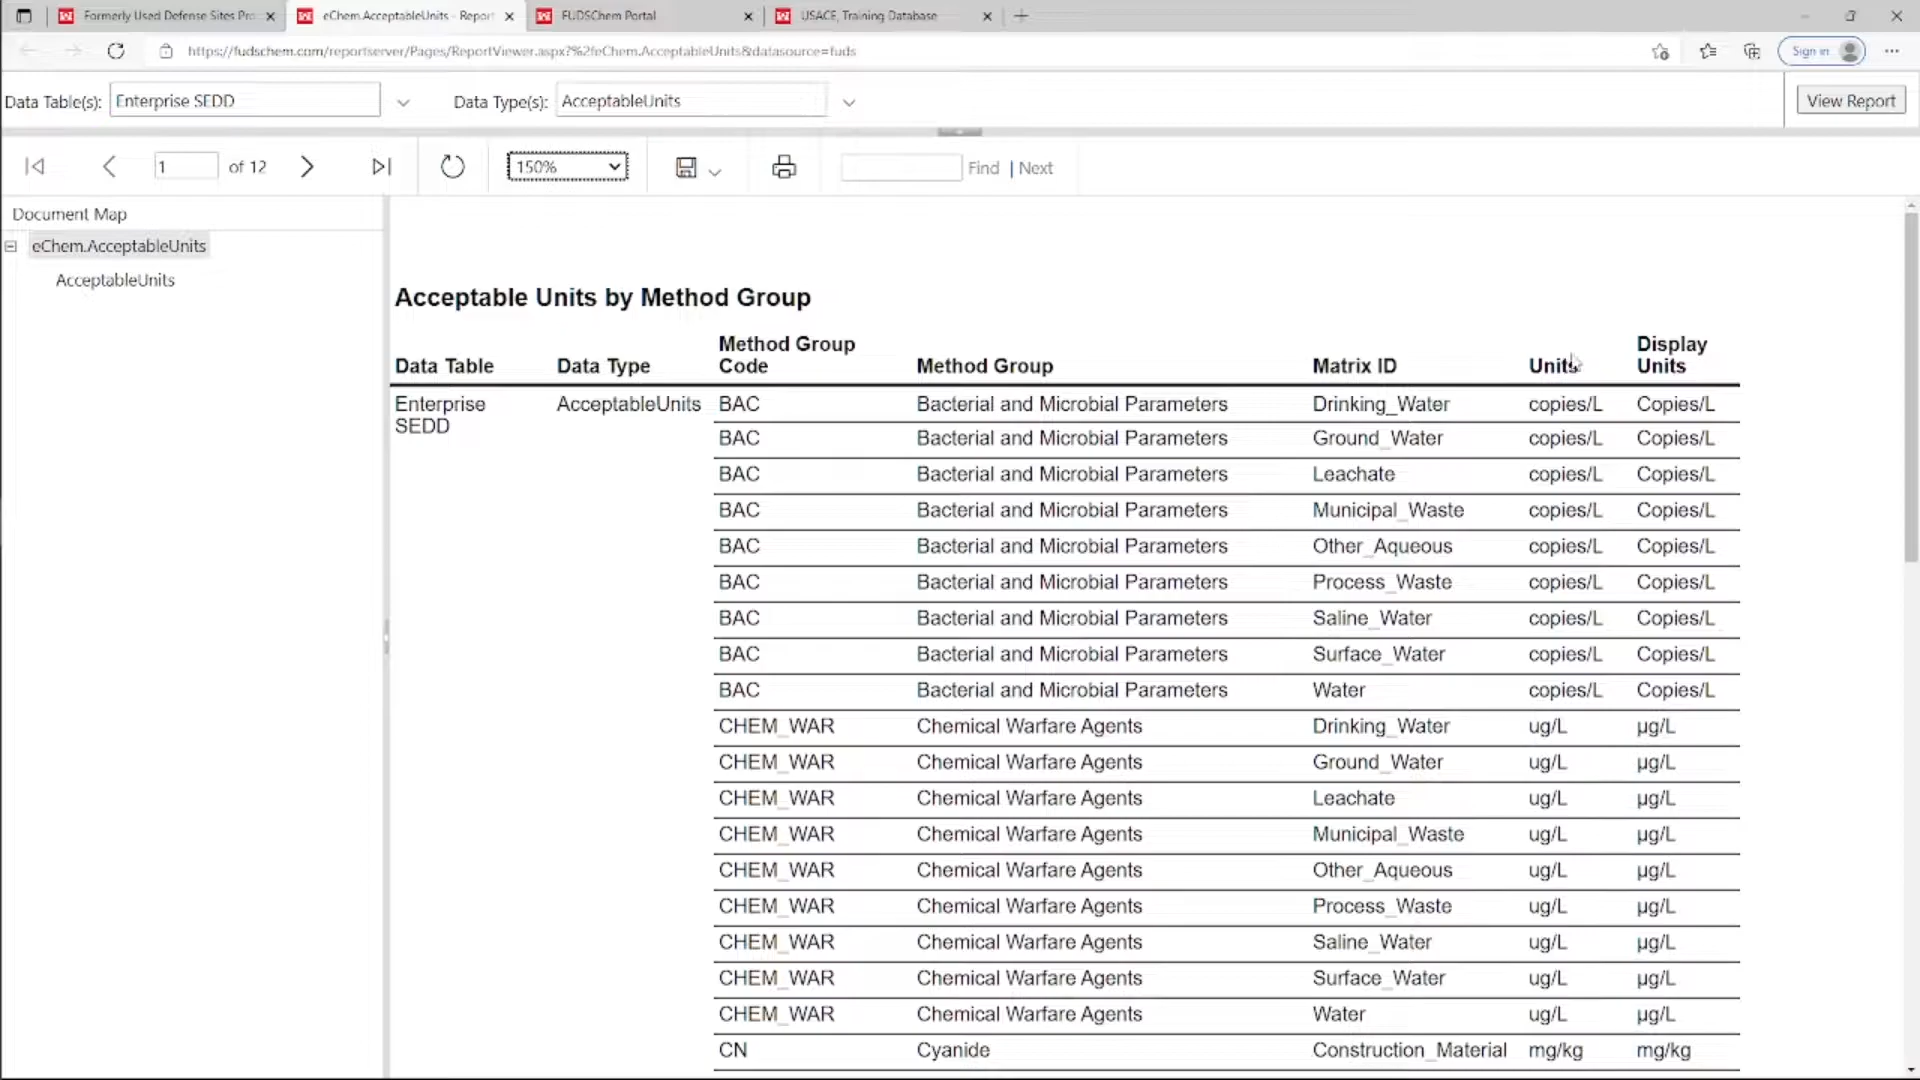 Formerly Used Defense Sites Pro
eChem.AcceptableUnits - Report
FUDSChem Portal
USACE, Training Database
https://fudschem.com/reportserver/Pages/ReportViewer.aspx?%2feChem.AcceptableUnits&datasource=fuds
Sign in
Data Table(s): Enterprise SEDD Data Type(s): AcceptableUnits View Report
1 of 12 150% Find | Next
Document Map
eChem.AcceptableUnits
AcceptableUnits
Acceptable Units by Method Group
Data Table Data Type Method Group Code Method Group Matrix ID Units Display Units
Enterprise SEDD AcceptableUnits BAC Bacterial and Microbial Parameters Drinking_Water copies/L Copies/L
BAC Bacterial and Microbial Parameters Ground_Water copies/L Copies/L
BAC Bacterial and Microbial Parameters Leachate copies/L Copies/L
BAC Bacterial and Microbial Parameters Municipal_Waste copies/L Copies/L
BAC Bacterial and Microbial Parameters Other_Aqueous copies/L Copies/L
BAC Bacterial and Microbial Parameters Process_Waste copies/L Copies/L
BAC Bacterial and Microbial Parameters Saline_Water copies/L Copies/L
BAC Bacterial and Microbial Parameters Surface_Water copies/L Copies/L
BAC Bacterial and Microbial Parameters Water copies/L Copies/L
CHEM_WAR Chemical Warfare Agents Drinking_Water ug/L µg/L
CHEM_WAR Chemical Warfare Agents Ground_Water ug/L µg/L
CHEM_WAR Chemical Warfare Agents Leachate ug/L µg/L
CHEM_WAR Chemical Warfare Agents Municipal_Waste ug/L µg/L
CHEM_WAR Chemical Warfare Agents Other_Aqueous ug/L µg/L
CHEM_WAR Chemical Warfare Agents Process_Waste ug/L µg/L
CHEM_WAR Chemical Warfare Agents Saline_Water ug/L µg/L
CHEM_WAR Chemical Warfare Agents Surface_Water ug/L µg/L
CHEM_WAR Chemical Warfare Agents Water ug/L µg/L
CN Cyanide Construction_Material mg/kg mg/kg